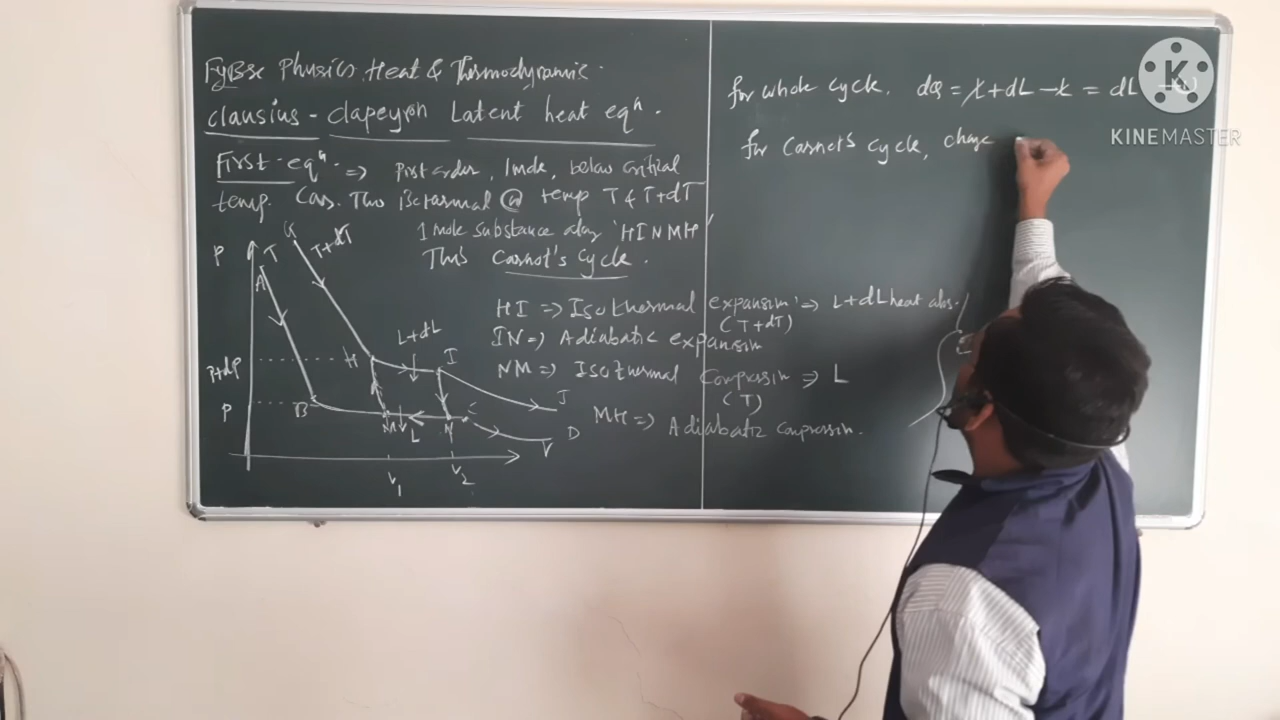 FyBSc Physics Heat & Thermodynamic.
clausius - clapeyron Latent heat eqn.
First eqn. => First order, 1mole, below critical
temp. Cons. Two Isothermal @ temp T & T+dT
1 mole substance along 'HINMH'
This Carnot's cycle.
HI => Isothermal expansion => L+dL heat abs.
(T+dT)
IN => Adiabatic expansion
NM => Isothermal Compression => L
(T)
MH => Adiabatic Compression.
P T G T+dT
A
L+dL
P+dP H I
P B M L N C J
D
V1 V2 V
for whole cycle. dQ = L+dL-L = dL
for Carnot's cycle, change
K
KINEMASTER